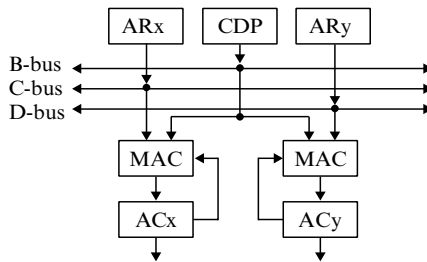 ARx CDP ARy
B-bus
C-bus
D-bus
MAC MAC
ACx ACy